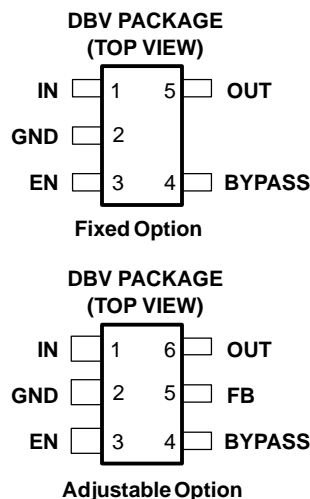 DBV PACKAGE
(TOP VIEW)
IN 1 5 OUT
GND 2
EN 3 4 BYPASS
Fixed Option
DBV PACKAGE
(TOP VIEW)
IN 1 6 OUT
GND 2 5 FB
EN 3 4 BYPASS
Adjustable Option